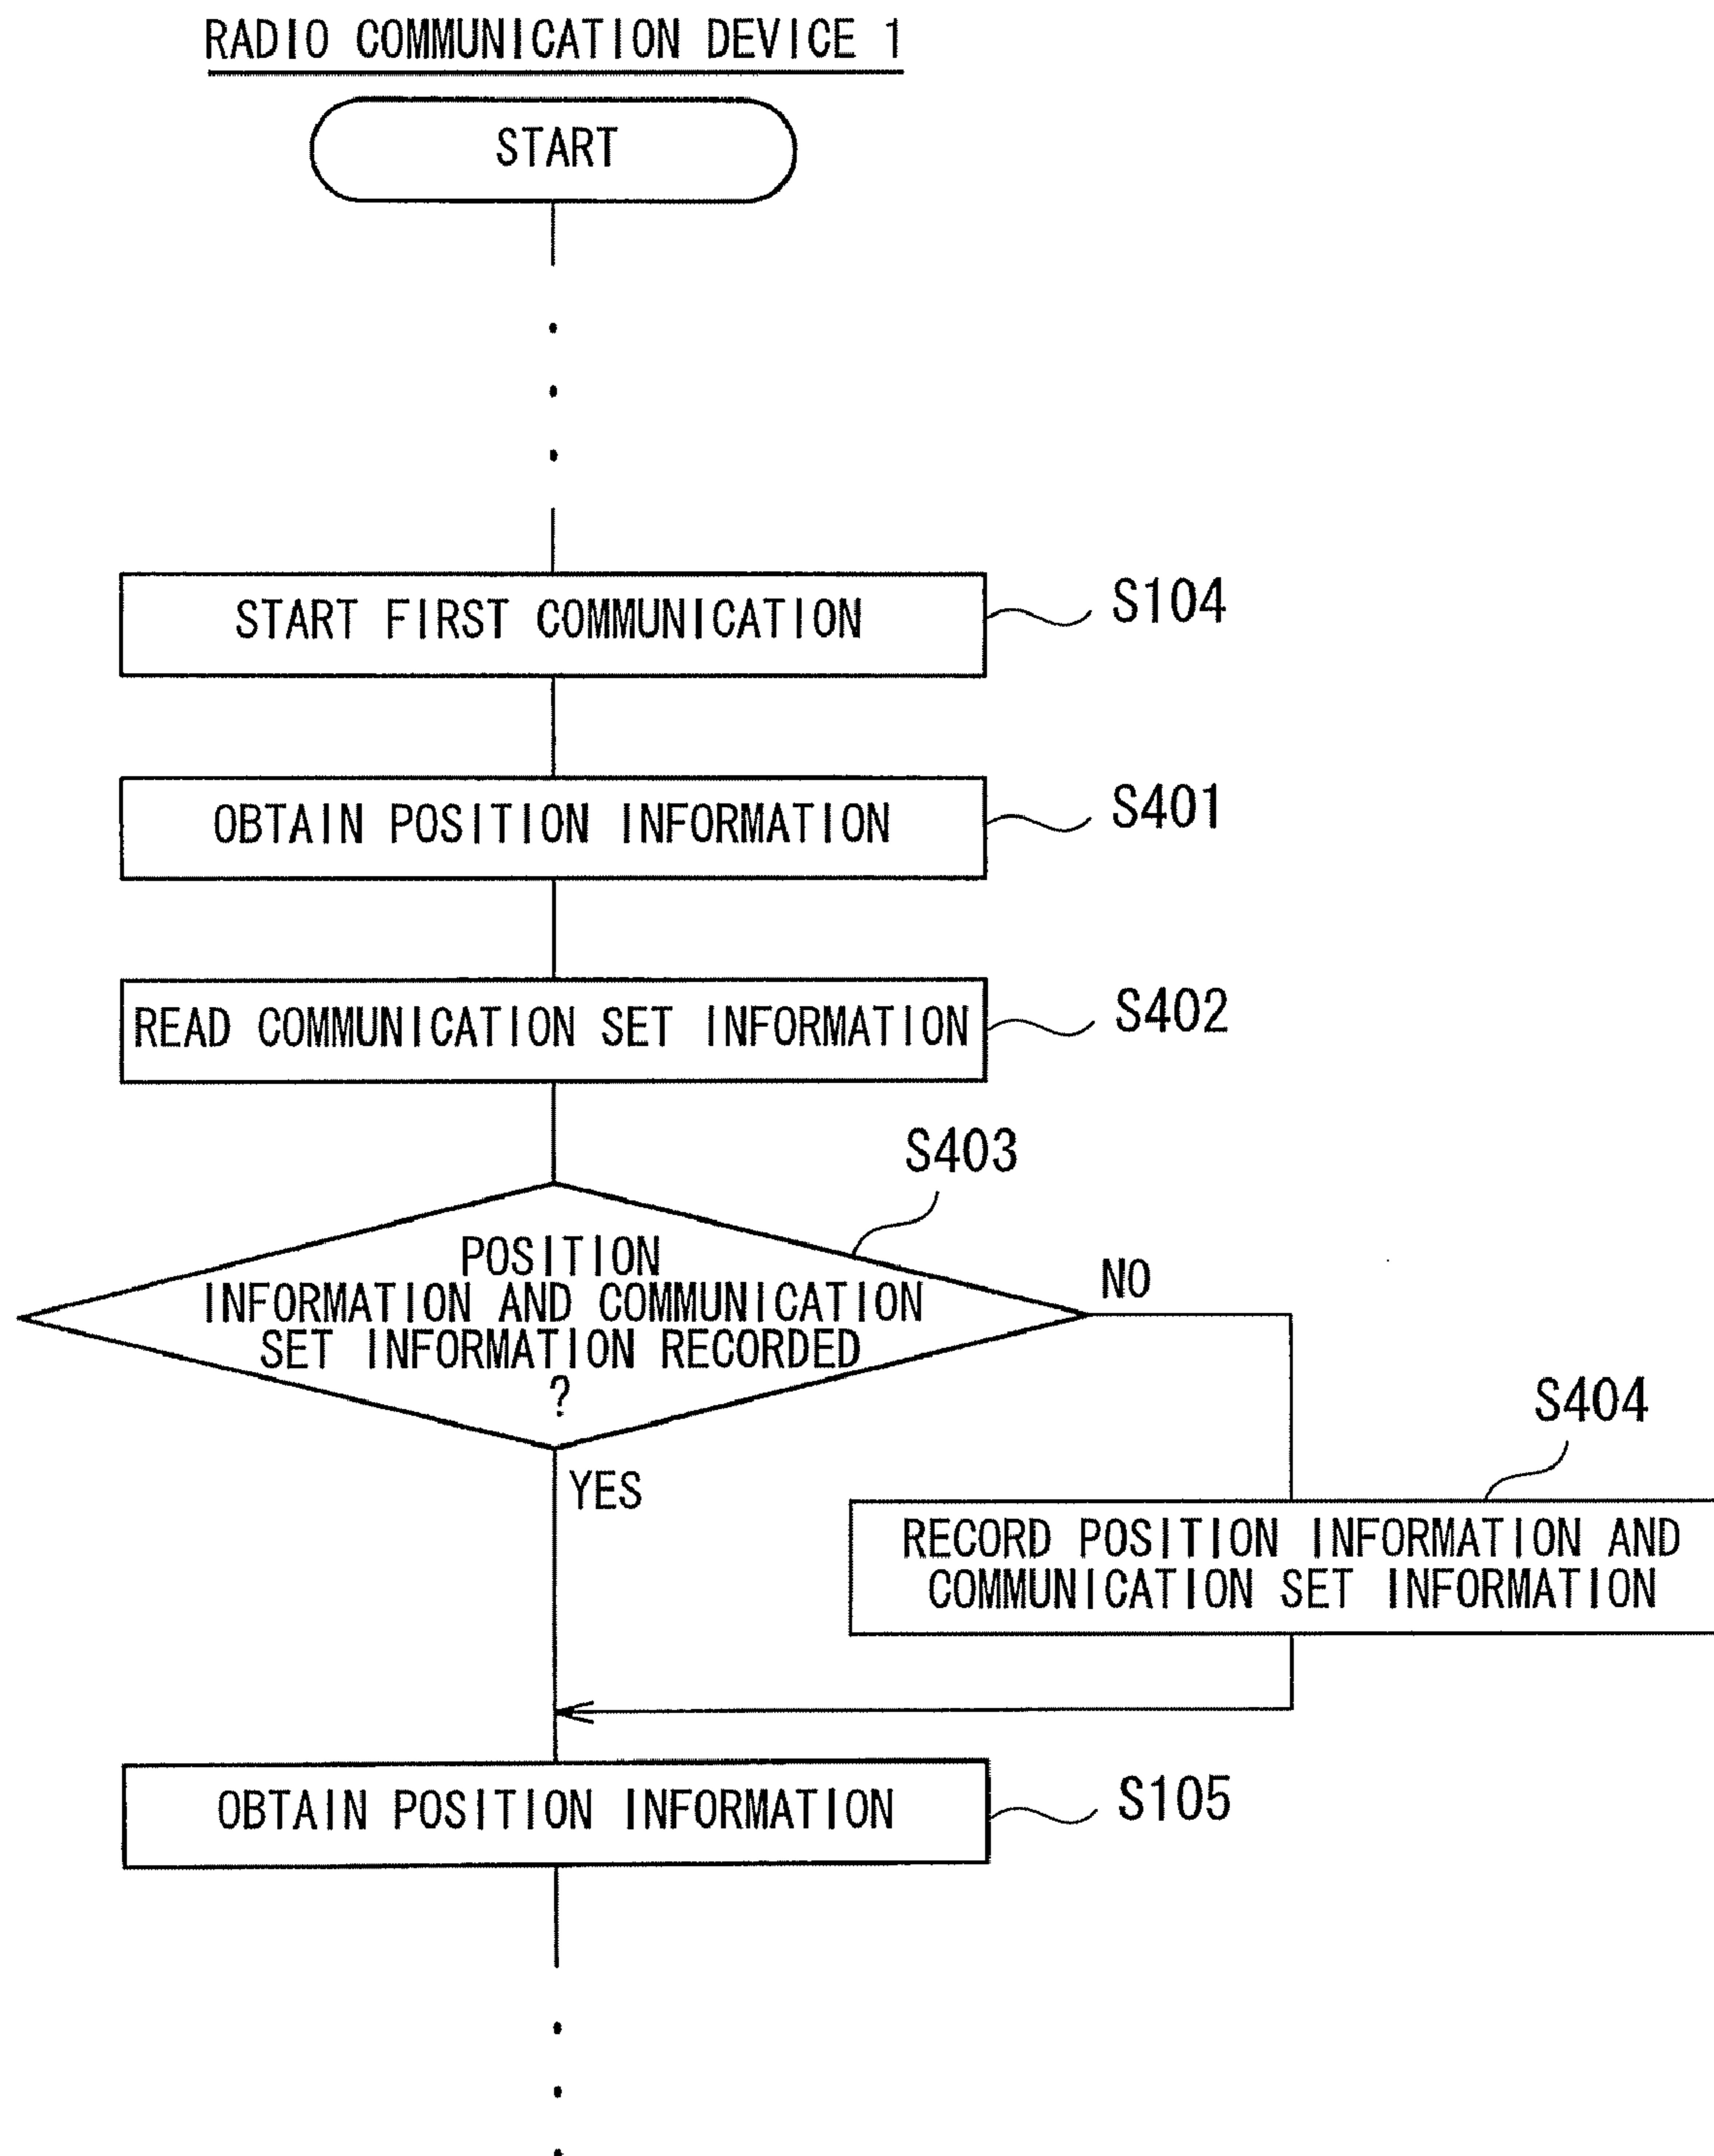 RADIO COMMUNICATION DEVICE 1
START
START FIRST COMMUNICATION
S104
OBTAIN POSITION INFORMATION
S401
READ COMMUNICATION SET INFORMATION
S402
S403
POSITION
INFORMATION AND COMMUNICATION
SET INFORMATION RECORDED
?
NO
YES
S404
RECORD POSITION INFORMATION AND
COMMUNICATION SET INFORMATION
OBTAIN POSITION INFORMATION
S105